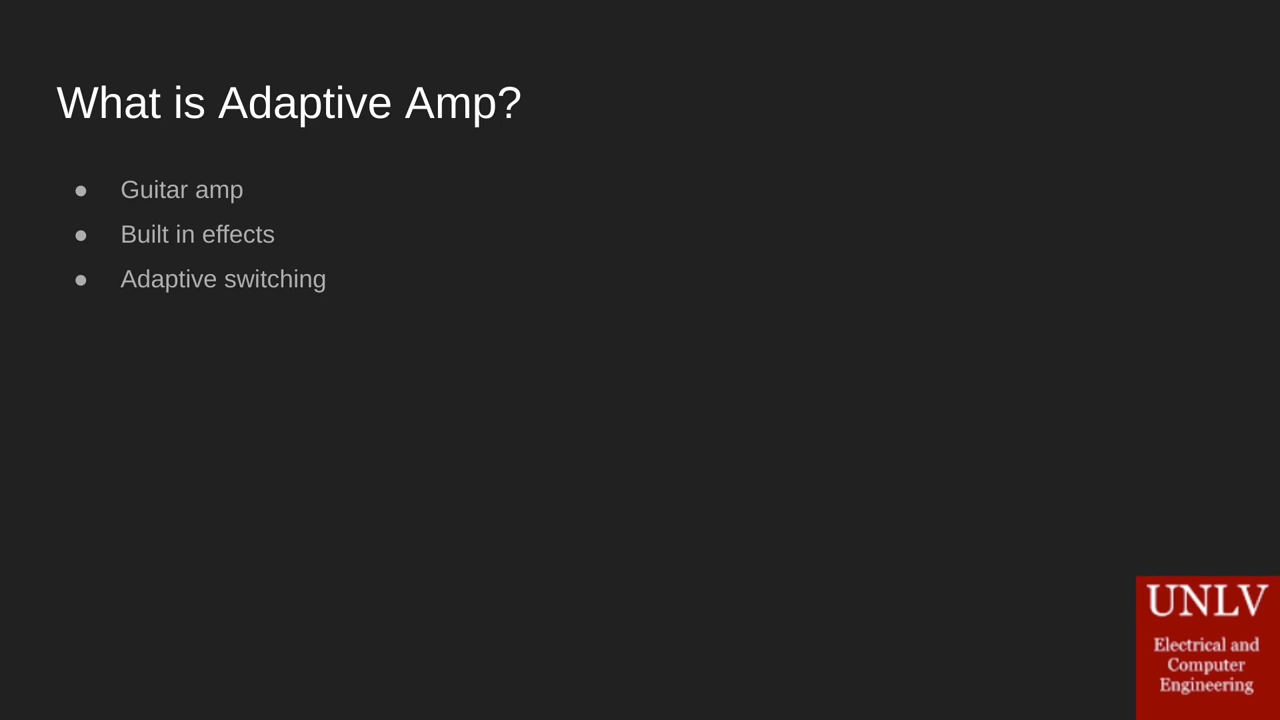 What is Adaptive Amp?
● Guitar amp
● Built in effects
● Adaptive switching
UNLV
Electrical and
Computer
Engineering